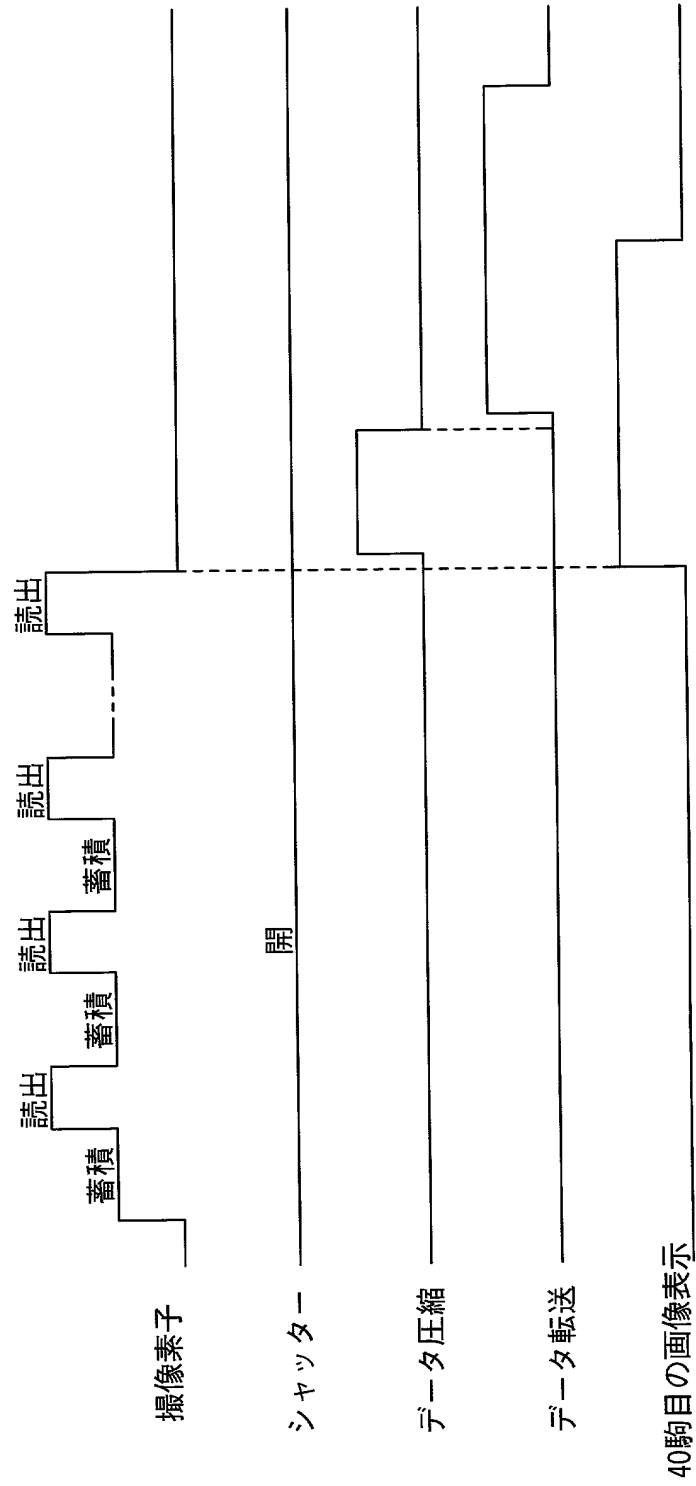 読出
読出
読出
読出
蓄積
蓄積
蓄積
撮像素子
開
シャッター
データ圧縮
データ転送
40駒目の画像表示